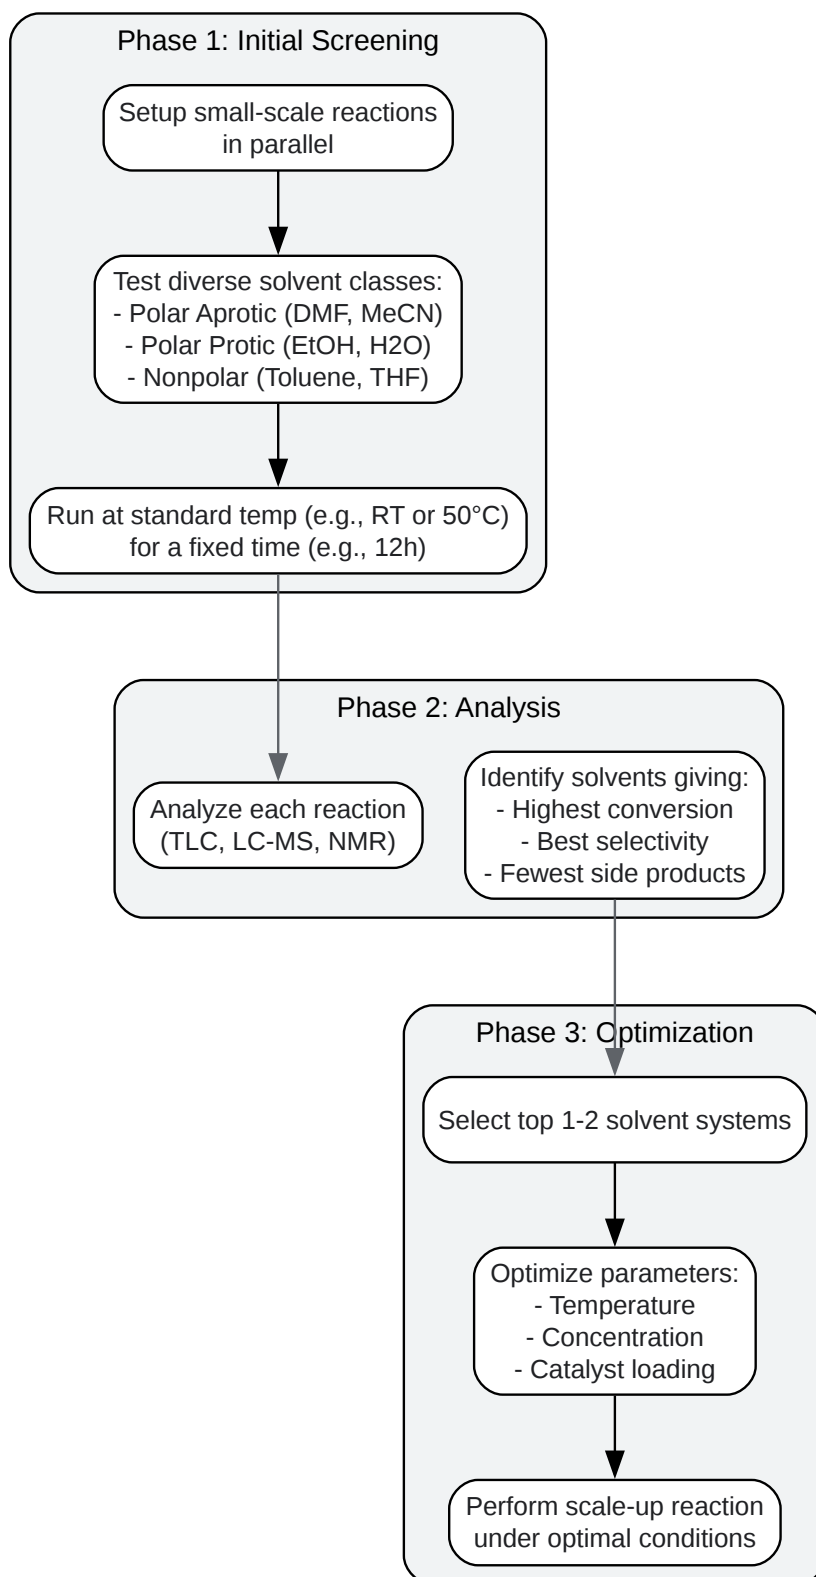 Phase 1: Initial Screening
Setup small-scale reactions
in parallel
Test diverse solvent classes:
- Polar Aprotic (DMF, MeCN)
- Polar Protic (EtOH, H2O)
- Nonpolar (Toluene, THF)
Run at standard temp (e.g., RT or 50°C)
for a fixed time (e.g., 12h)
Phase 2: Analysis
Analyze each reaction
(TLC, LC-MS, NMR)
Identify solvents giving:
- Highest conversion
- Best selectivity
- Fewest side products
Phase 3: Optimization
Select top 1-2 solvent systems
Optimize parameters:
- Temperature
- Concentration
- Catalyst loading
Perform scale-up reaction
under optimal conditions